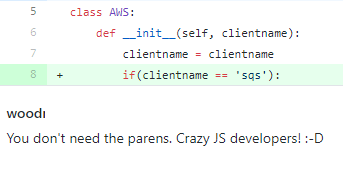 5 class AWS:
6 def __init__(self, clientname):
7 clientname = clientname
8 + if(clientname == 'sqs'):
woodı
You don't need the parens. Crazy JS developers! :-D